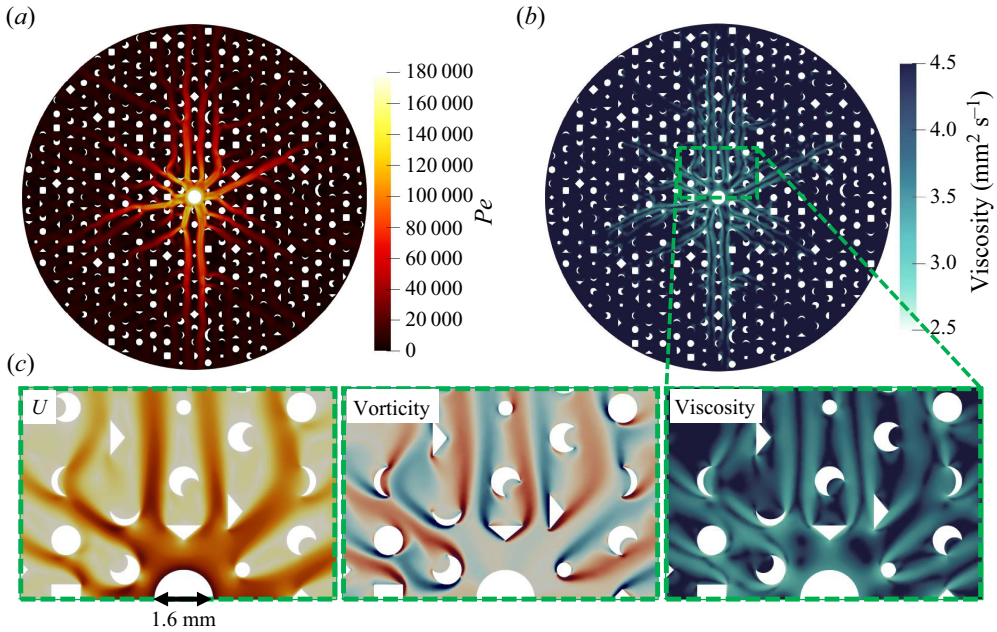 (a)
(b)
180 000
160 000
140 000
120 000
100 000
80 000
60 000
40 000
20 000
0
Pe
4.5
4.0
3.5
3.0
2.5
Viscosity (mm² s⁻¹)
(c)
U
Vorticity
Viscosity
1.6 mm